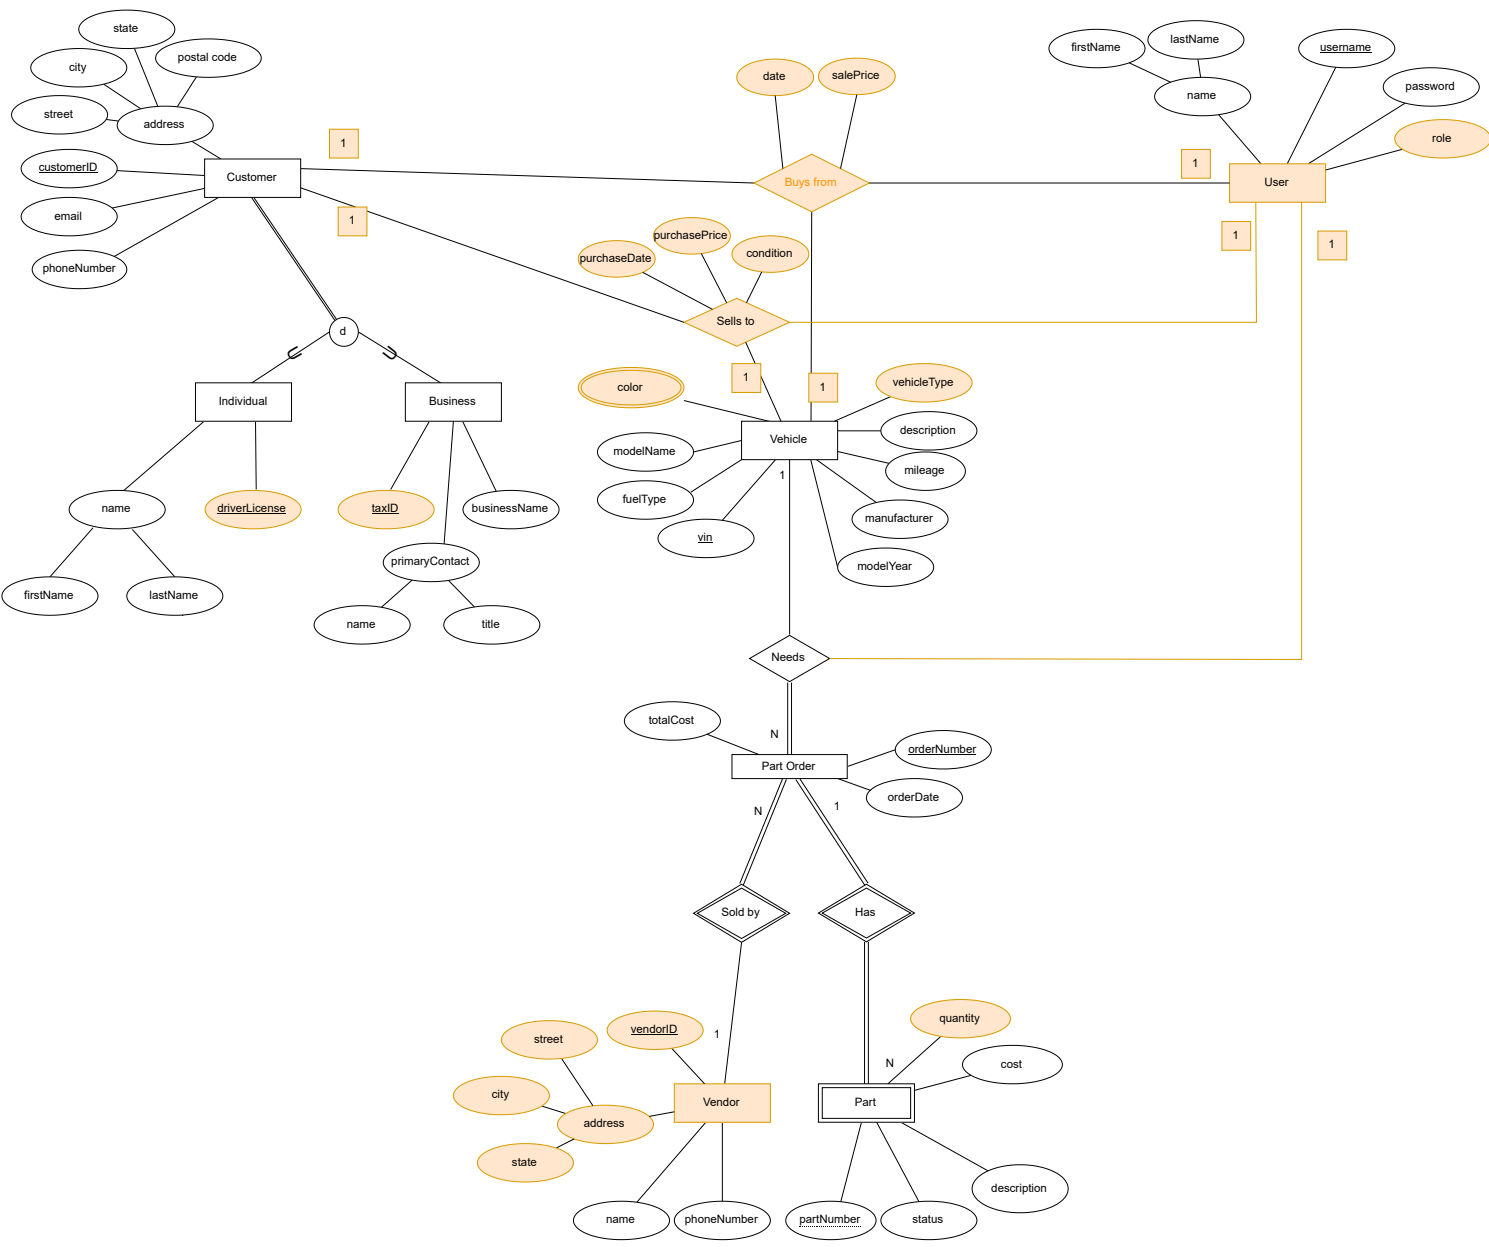 state
postal code
city
street
address
customerID
Customer
email
phoneNumber
1
1
date
salePrice
Buys from
firstName
lastName
username
name
password
role
1
User
1
1
purchasePrice
purchaseDate
condition
Sells to
d
Individual
Business
name
driverLicense
taxID
businessName
primaryContact
firstName
lastName
name
title
1
1
color
vehicleType
Vehicle
description
modelName
mileage
1
fuelType
manufacturer
vin
modelYear
Needs
totalCost
N
orderNumber
Part Order
orderDate
N
1
Sold by
Has
vendorID
street
1
city
Vendor
address
state
name
phoneNumber
quantity
N
cost
Part
description
partNumber
status